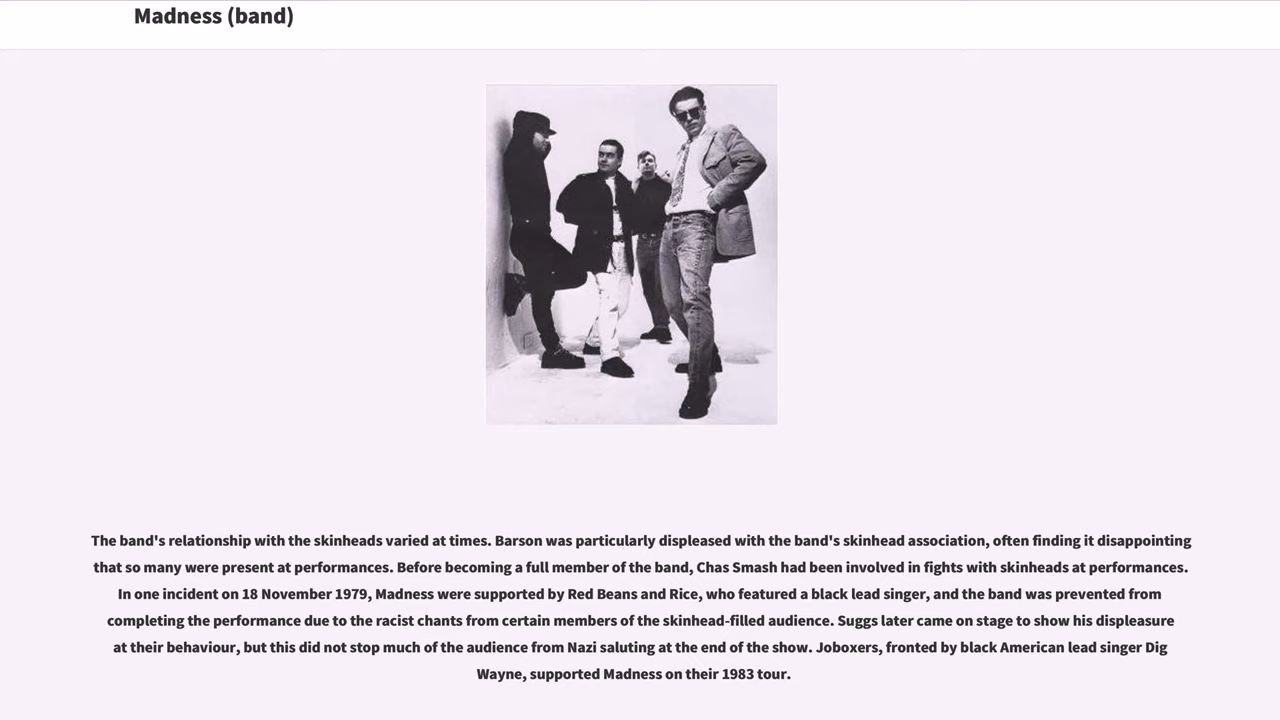 Madness (band)
The band's relationship with the skinheads varied at times. Barson was particularly displeased with the band's skinhead association, often finding it disappointing
that so many were present at performances. Before becoming a full member of the band, Chas Smash had been involved in fights with skinheads at performances.
In one incident on 18 November 1979, Madness were supported by Red Beans and Rice, who featured a black lead singer, and the band was prevented from
completing the performance due to the racist chants from certain members of the skinhead-filled audience. Suggs later came on stage to show his displeasure
at their behaviour, but this did not stop much of the audience from Nazi saluting at the end of the show. Joboxers, fronted by black American lead singer Dig
Wayne, supported Madness on their 1983 tour.